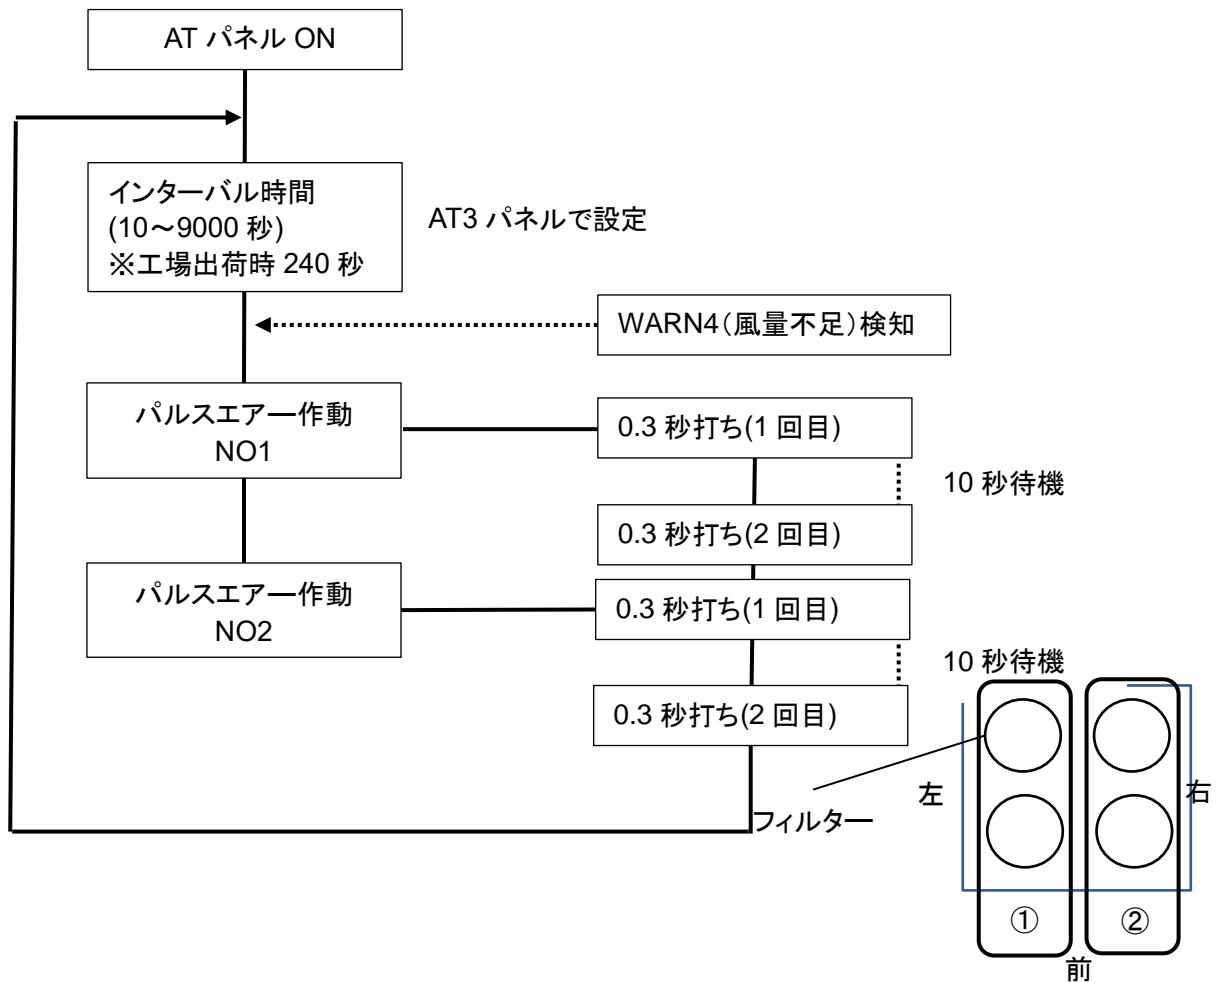 AT パネル ON
インターバル時間
(10～9000 秒)
※工場出荷時 240 秒
AT3 パネルで設定
WARN4（風量不足）検知
パルスエアー作動
NO1
0.3 秒打ち(1 回目)
10 秒待機
0.3 秒打ち(2 回目)
パルスエアー作動
NO2
0.3 秒打ち(1 回目)
10 秒待機
0.3 秒打ち(2 回目)
フィルター
左
右
①
②
前